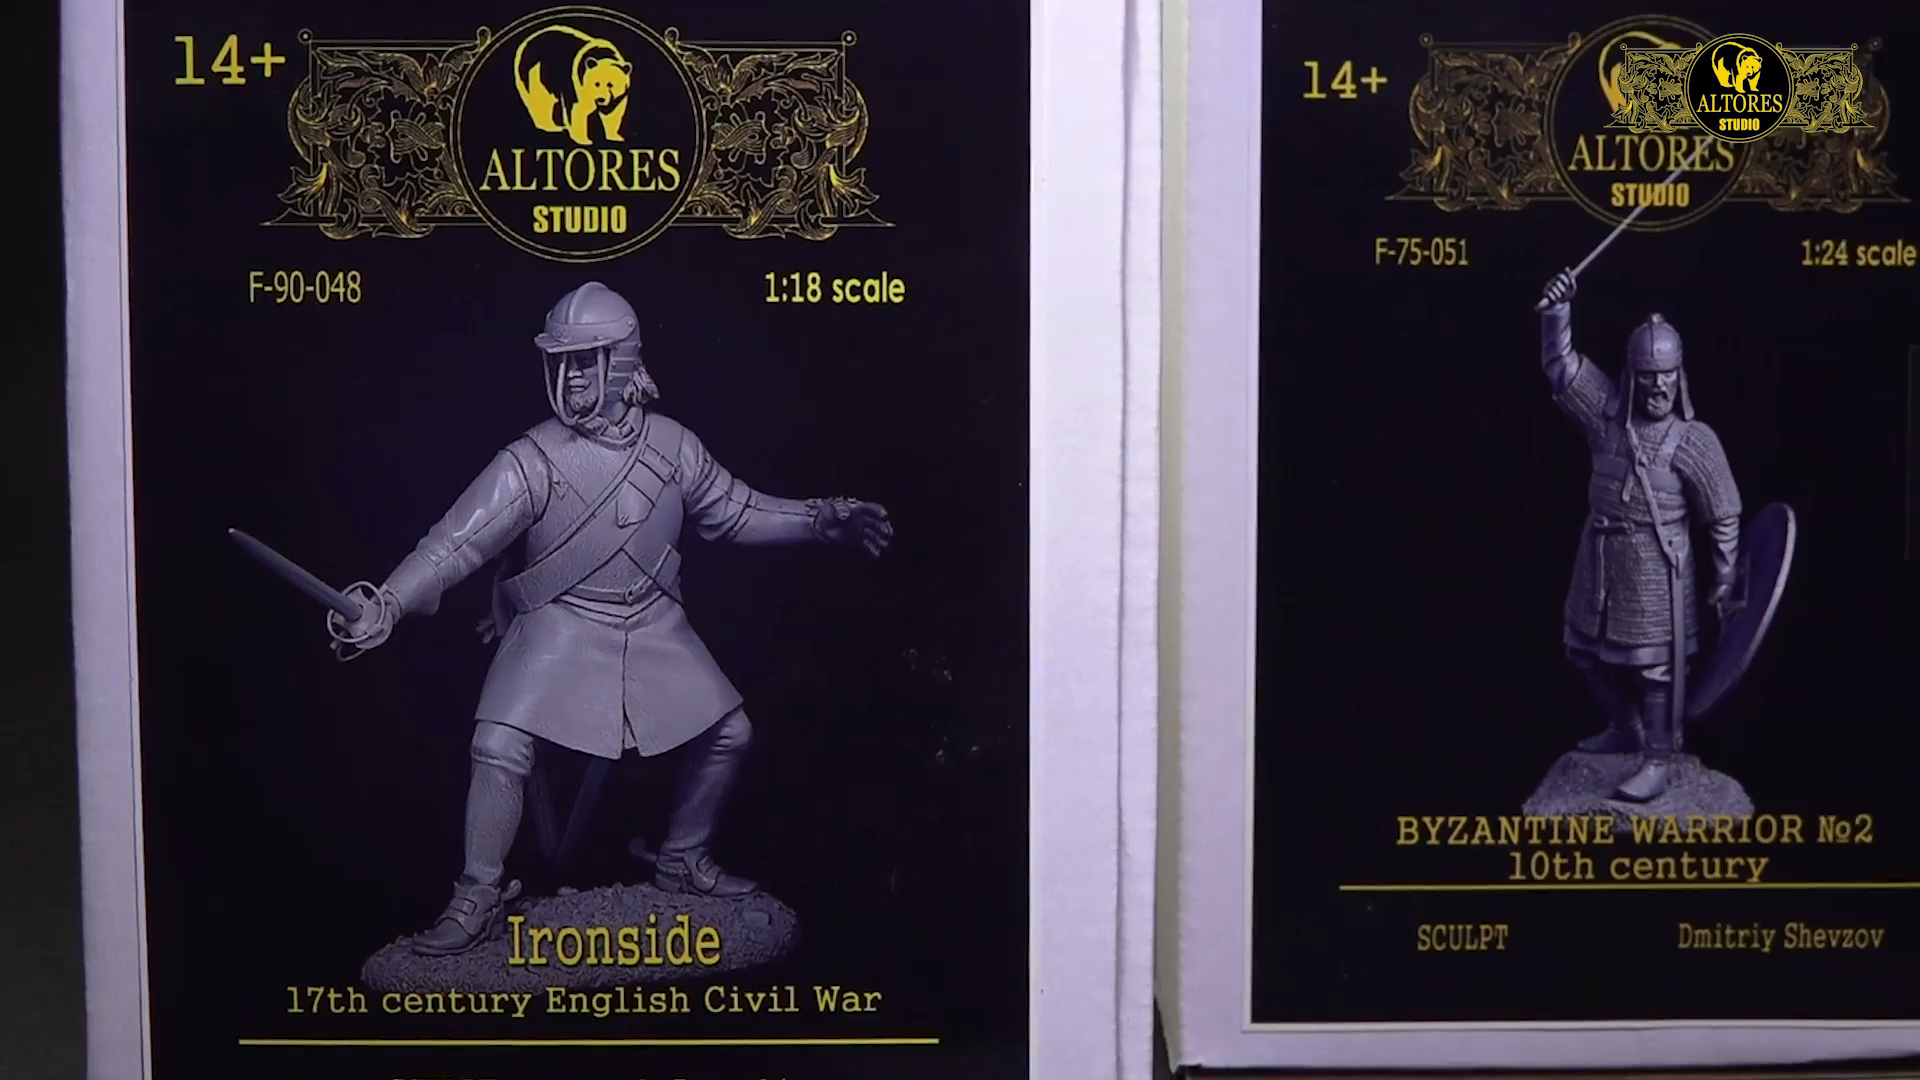 14+
ALTORES
STUDIO
F-90-048
1:18 scale
Ironside
17th century English Civil War
14+
ALTORES
STUDIO
F-75-051
1:24 scale
BYZANTINE WARRIOR №2
10th century
SCULPT
Dmitriy Shevzov
ALTORES
STUDIO